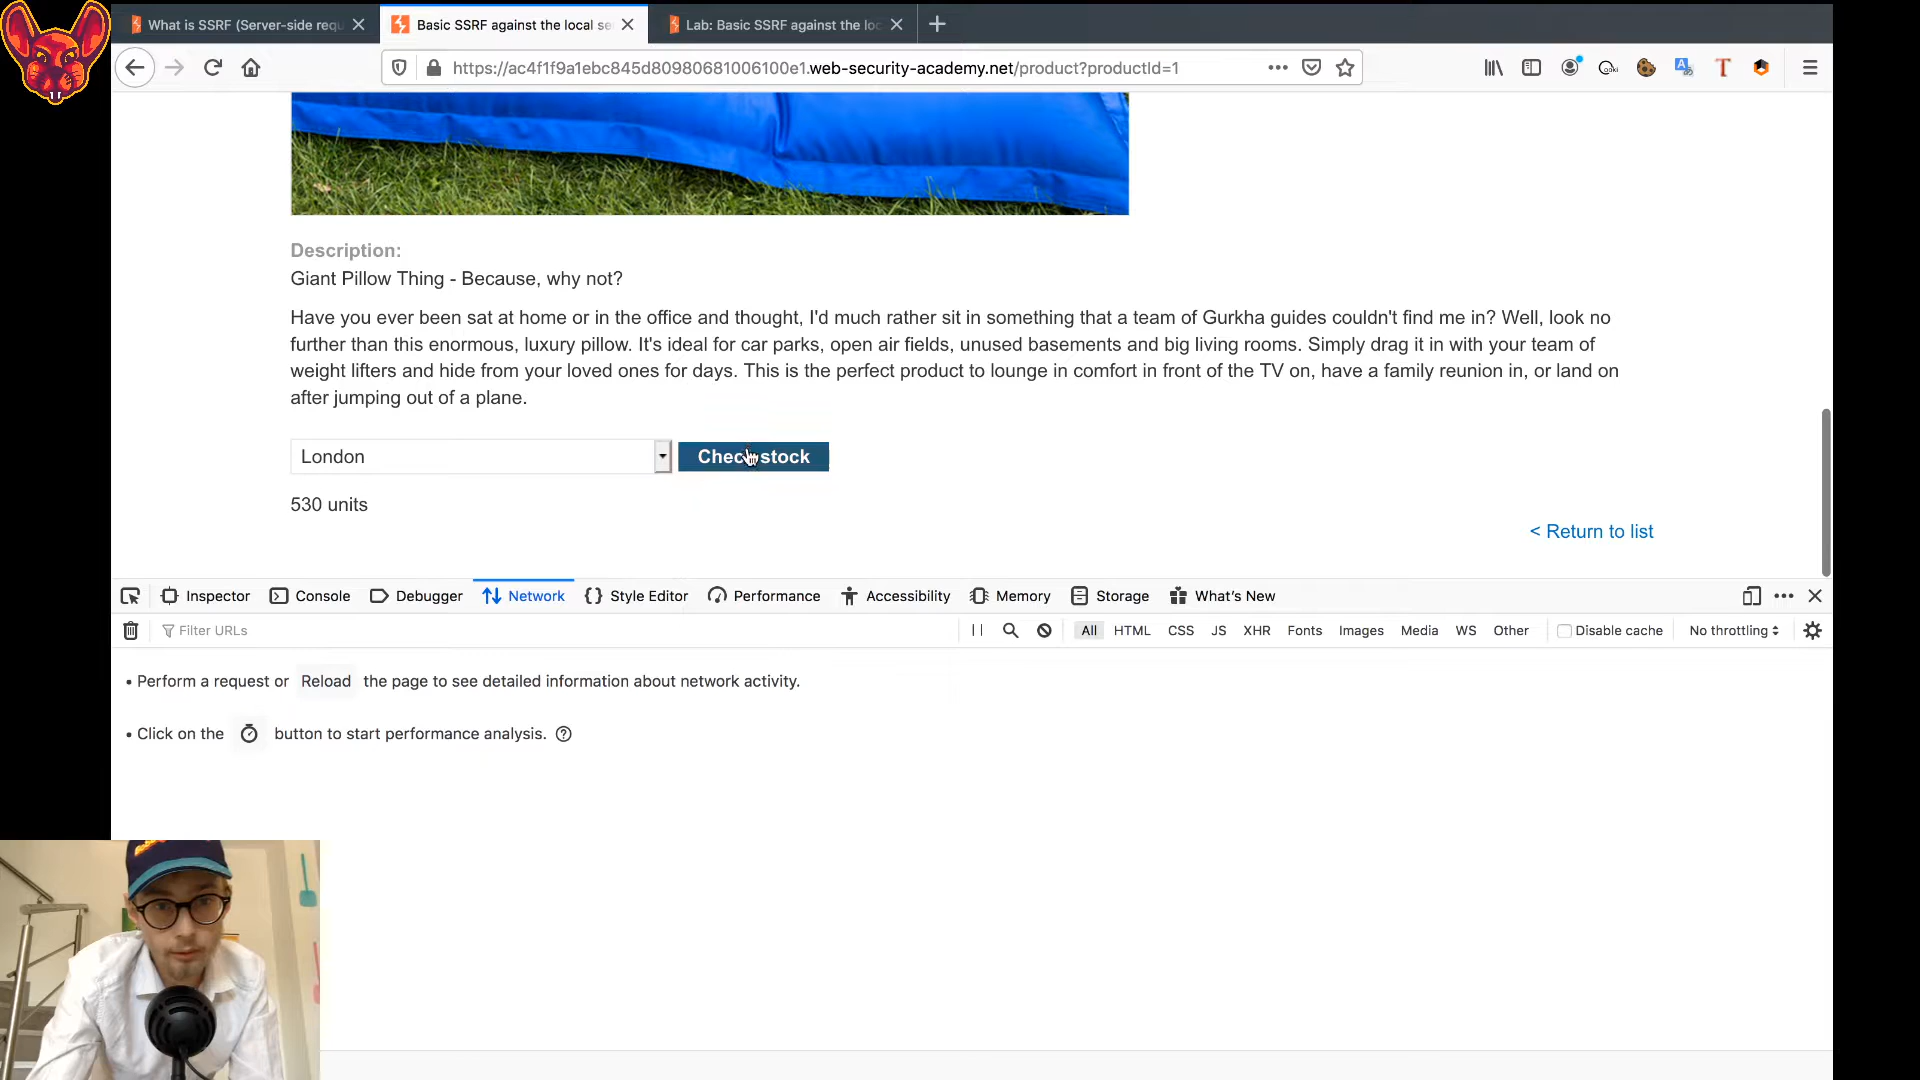 What is SSRF (Server-side requ
Basic SSRF against the local se
Lab: Basic SSRF against the loc
https://ac4f1f9a1ebc845d80980681006100e1.web-security-academy.net/product?productId=1
Description:
Giant Pillow Thing - Because, why not?
Have you ever been sat at home or in the office and thought, I'd much rather sit in something that a team of Gurkha guides couldn't find me in? Well, look no
further than this enormous, luxury pillow. It's ideal for car parks, open air fields, unused basements and big living rooms. Simply drag it in with your team of
weight lifters and hide from your loved ones for days. This is the perfect product to lounge in comfort in front of the TV on, have a family reunion in, or land on
after jumping out of a plane.
London
Check stock
530 units
< Return to list
Inspector
Console
Debugger
Network
Style Editor
Performance
Accessibility
Memory
Storage
What's New
Filter URLs
All
HTML
CSS
JS
XHR
Fonts
Images
Media
WS
Other
Disable cache
No throttling
• Perform a request or Reload the page to see detailed information about network activity.
• Click on the button to start performance analysis.